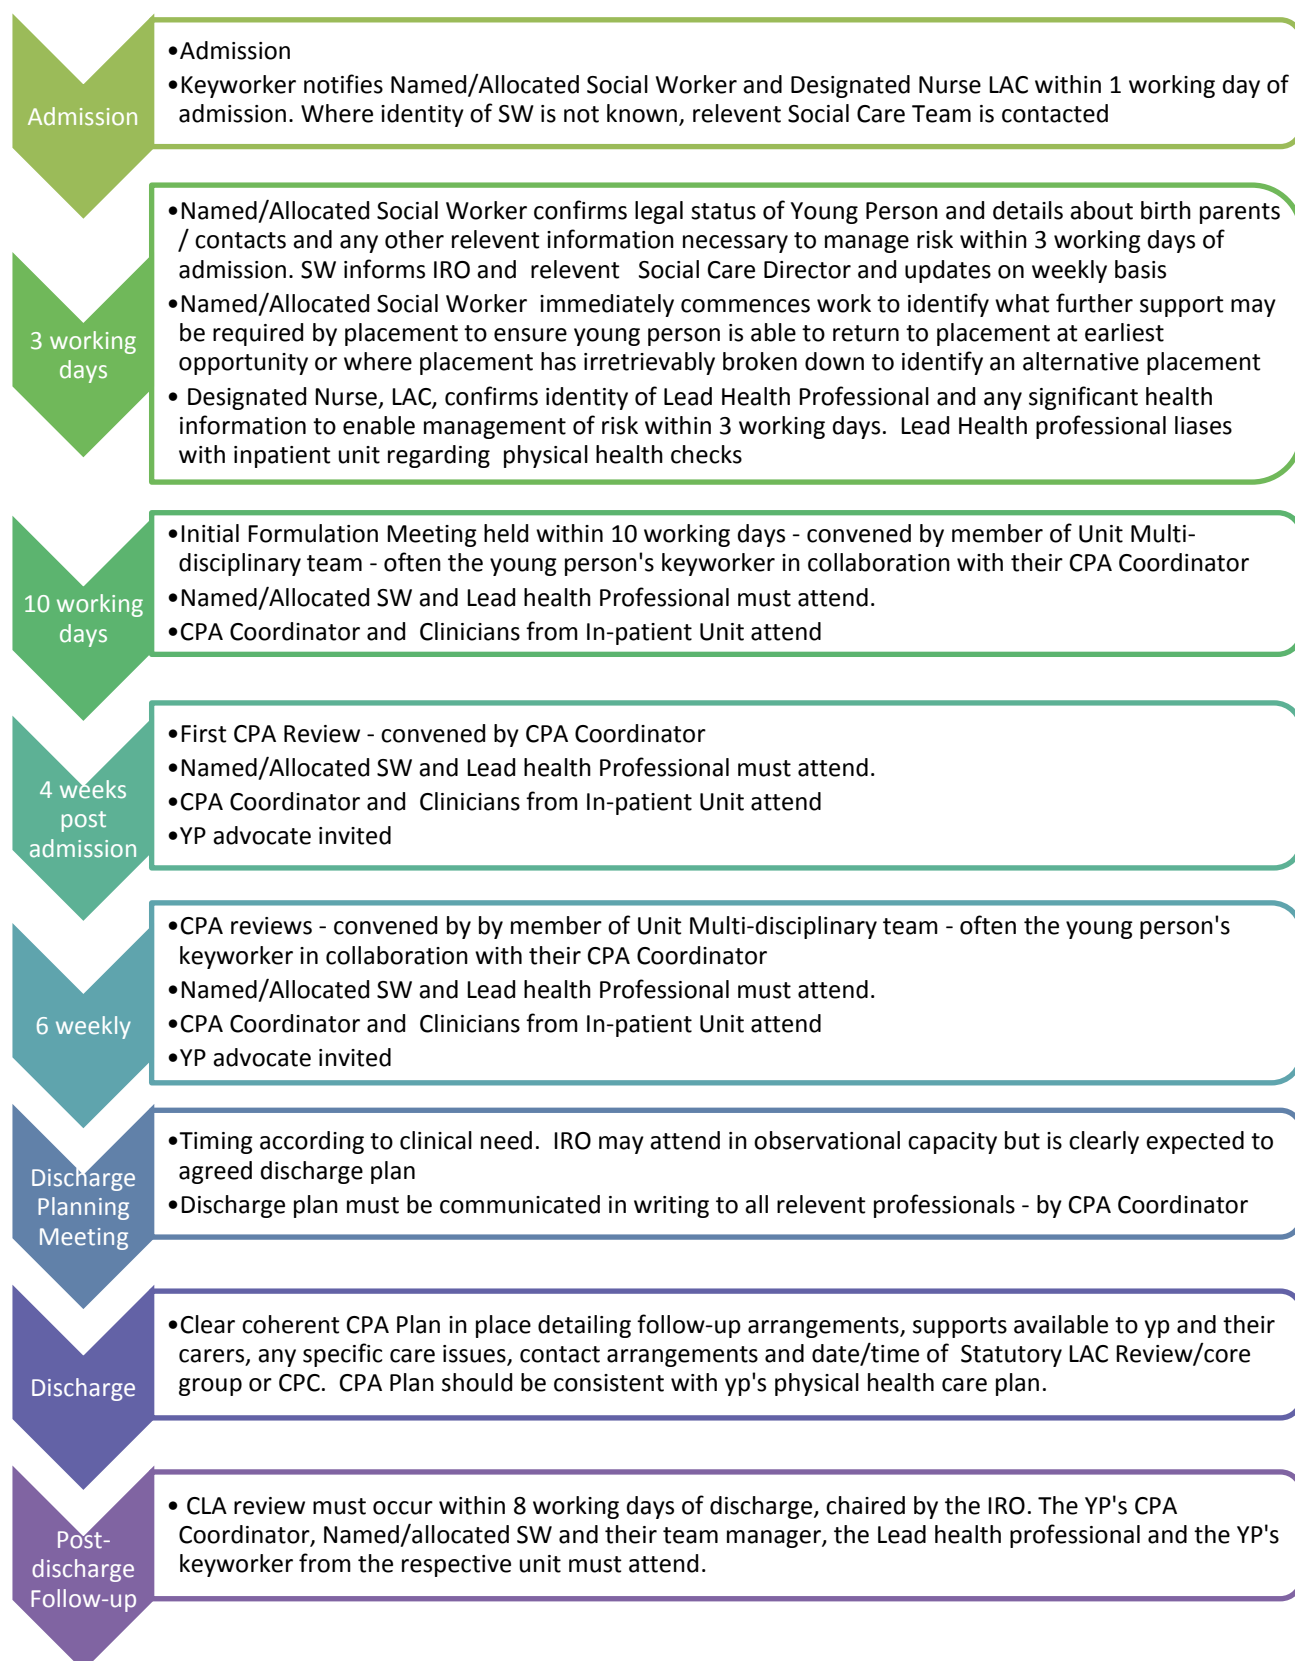 Admission
•Admission
•Keyworker notifies Named/Allocated Social Worker and Designated Nurse LAC within 1 working day of
admission. Where identity of SW is not known, relevent Social Care Team is contacted
3 working
days
•Named/Allocated Social Worker confirms legal status of Young Person and details about birth parents
/ contacts and any other relevent information necessary to manage risk within 3 working days of
admission. SW informs IRO and relevent Social Care Director and updates on weekly basis
•Named/Allocated Social Worker immediately commences work to identify what further support may
be required by placement to ensure young person is able to return to placement at earliest
opportunity or where placement has irretrievably broken down to identify an alternative placement
• Designated Nurse, LAC, confirms identity of Lead Health Professional and any significant health
information to enable management of risk within 3 working days. Lead Health professional liases
with inpatient unit regarding physical health checks
10 working
days
•Initial Formulation Meeting held within 10 working days - convened by member of Unit Multi-
disciplinary team - often the young person's keyworker in collaboration with their CPA Coordinator
•Named/Allocated SW and Lead health Professional must attend.
•CPA Coordinator and Clinicians from In-patient Unit attend
4 weeks
post
admission
•First CPA Review - convened by CPA Coordinator
•Named/Allocated SW and Lead health Professional must attend.
•CPA Coordinator and Clinicians from In-patient Unit attend
•YP advocate invited
6 weekly
•CPA reviews - convened by by member of Unit Multi-disciplinary team - often the young person's
keyworker in collaboration with their CPA Coordinator
•Named/Allocated SW and Lead health Professional must attend.
•CPA Coordinator and Clinicians from In-patient Unit attend
•YP advocate invited
Discharge
Planning
Meeting
•Timing according to clinical need. IRO may attend in observational capacity but is clearly expected to
agreed discharge plan
•Discharge plan must be communicated in writing to all relevent professionals - by CPA Coordinator
Discharge
•Clear coherent CPA Plan in place detailing follow-up arrangements, supports available to yp and their
carers, any specific care issues, contact arrangements and date/time of Statutory LAC Review/core
group or CPC. CPA Plan should be consistent with yp's physical health care plan.
Post-
discharge
Follow-up
• CLA review must occur within 8 working days of discharge, chaired by the IRO. The YP's CPA
Coordinator, Named/allocated SW and their team manager, the Lead health professional and the YP's
keyworker from the respective unit must attend.